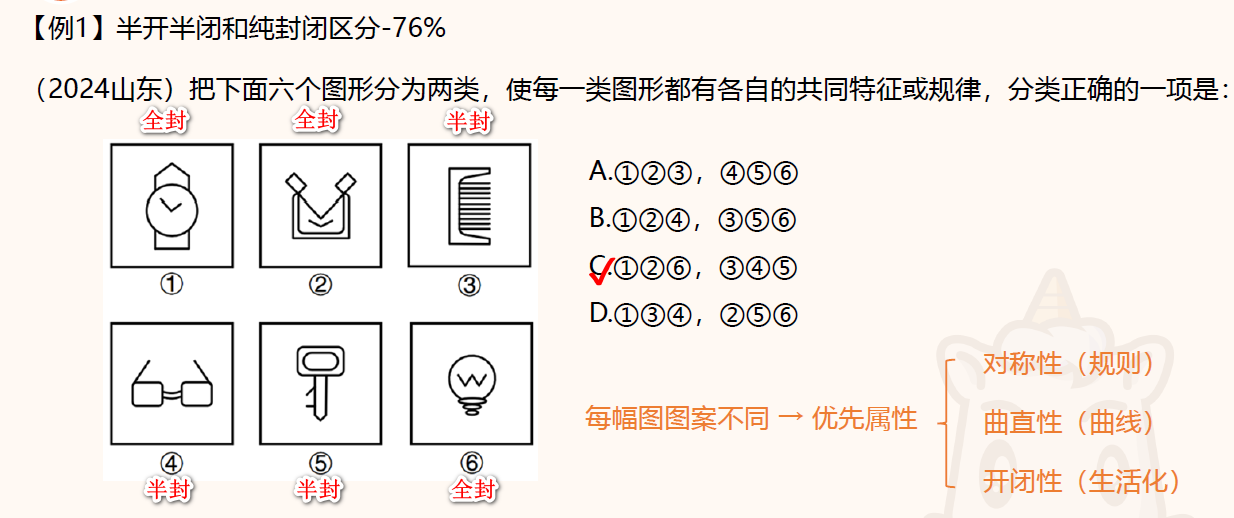 【例1】半开半闭和纯封闭区分-76%
（2024山东）把下面六个图形分为两类，使每一类图形都有各自的共同特征或规律，分类正确的一项是：
全封 全封 半封
① ② ③
④ ⑤ ⑥
半封 半封 全封
A.①②③，④⑤⑥
B.①②④，③⑤⑥
C.①②⑥，③④⑤
D.①③④，②⑤⑥
每幅图图案不同 → 优先属性
对称性（规则）
曲直性（曲线）
开闭性（生活化）